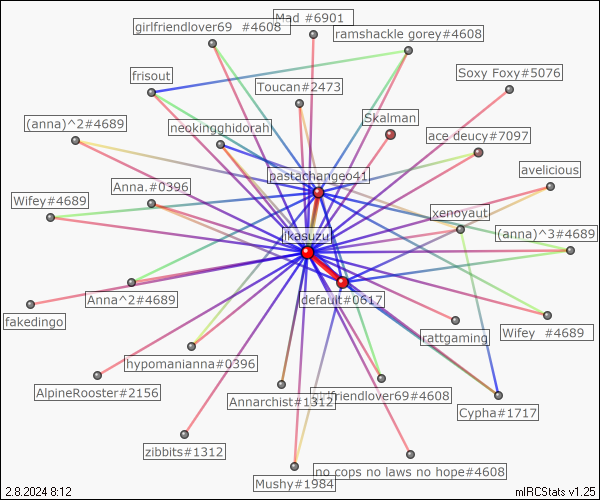 Mad #6901
girlfriendlover69 #4608
ramshackle gorey#4608
frisout
Soxy Foxy#5076
Toucan#2473
Skalman
(anna)^2#4689
neokingghidorah
ace deucy#7097
pastachangeo41
avelicious
Anna.#0396
Wifey#4689
xenoyaut
ikasuzu
(anna)^3#4689
Anna^2#4689
default#0617
fakedingo
rattgaming
Wifey #4689
hypomanianna#0396
AlpineRooster#2156
Annarchist#1312
girlfriendlover69#4608
Cypha#1717
zibbits#1312
Mushy#1984
no cops no laws no hope#4608
2.8.2024 8:12
mIRCStats v1.25